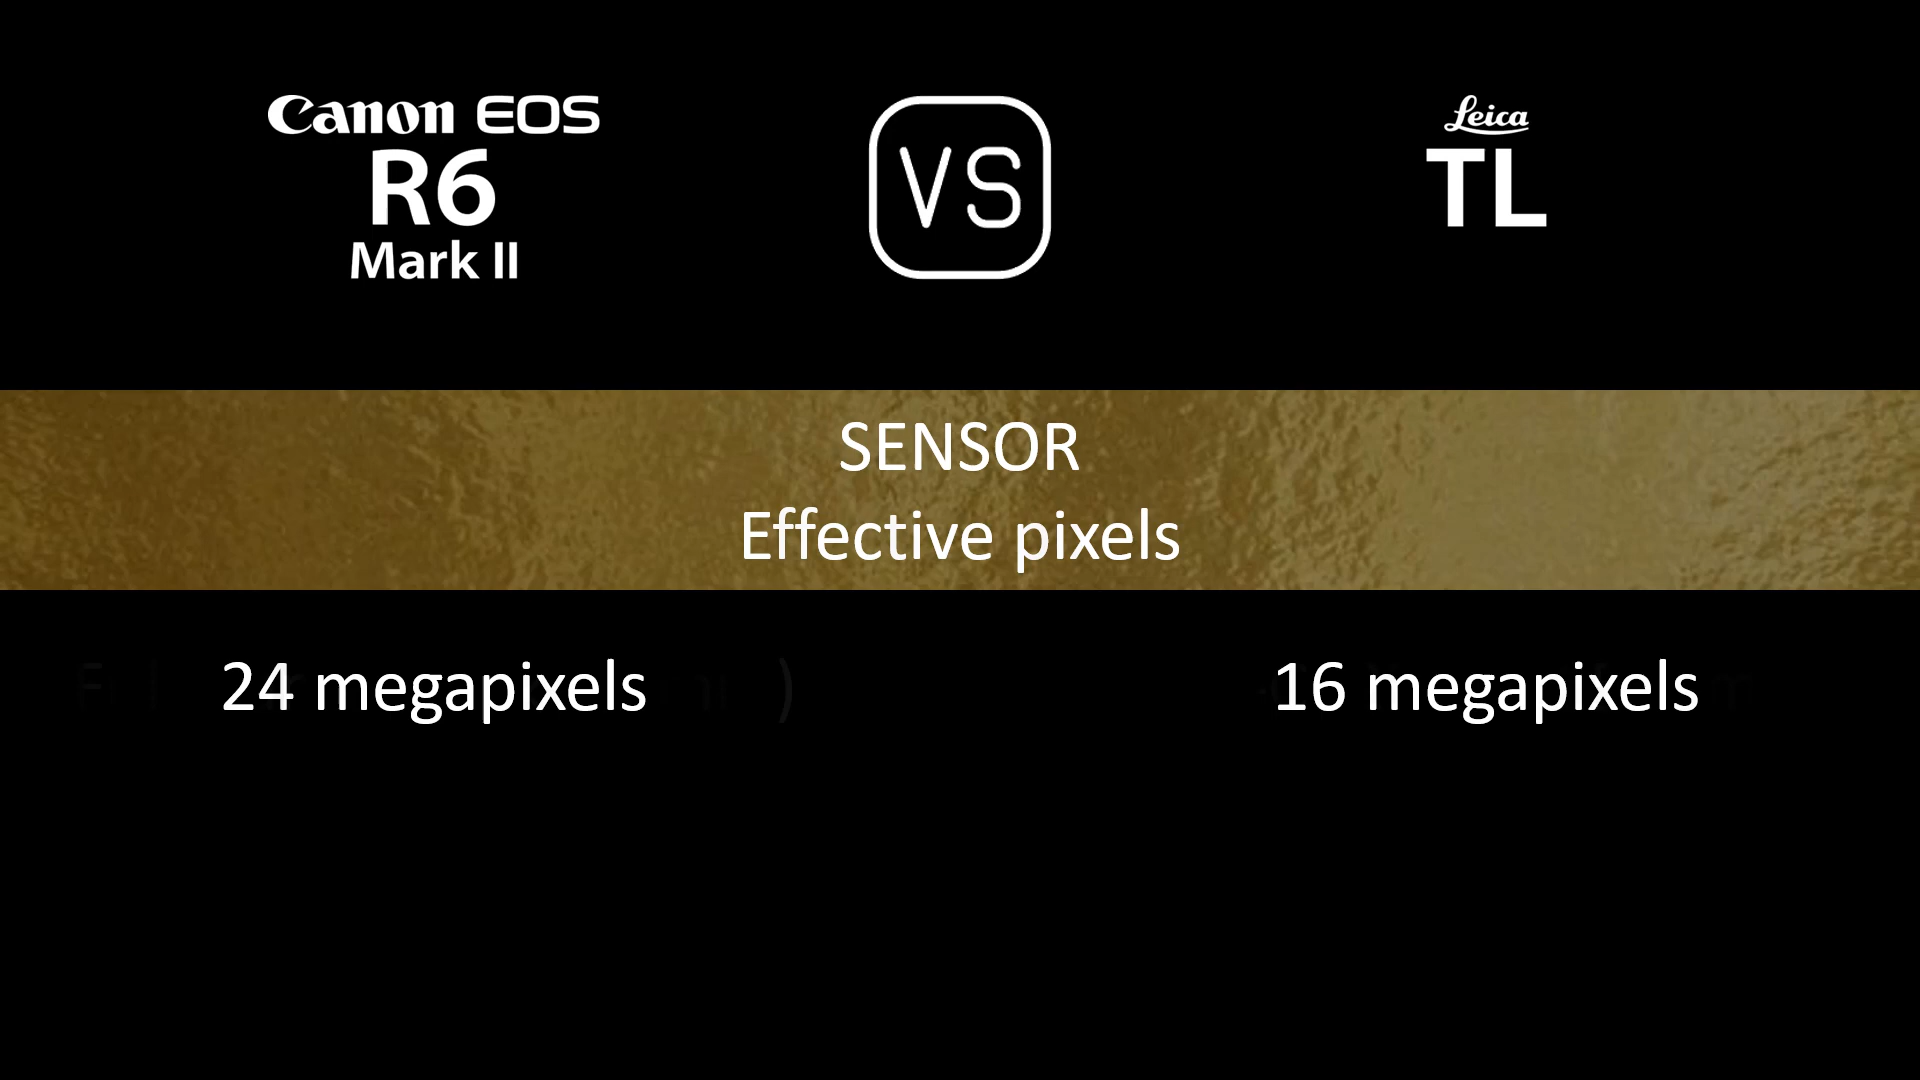 Canon EOS
R6
Mark II
VS
Leica
TL
SENSOR
Effective pixels
24 megapixels
16 megapixels